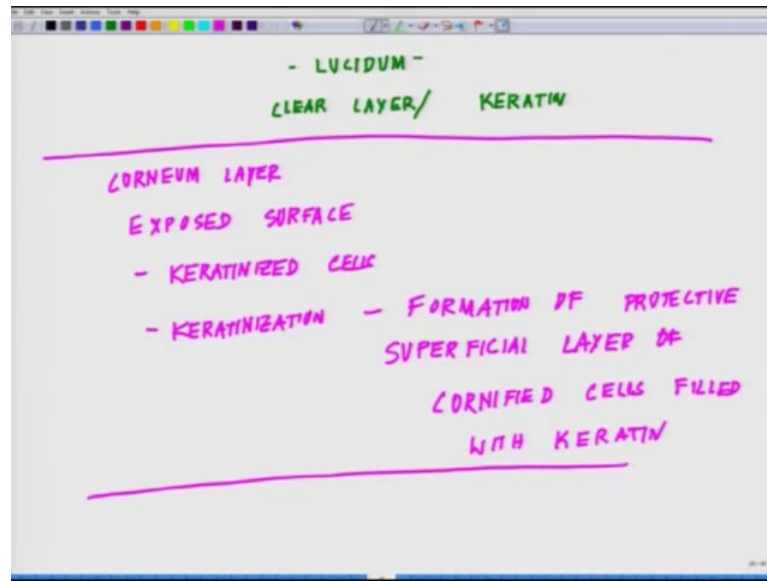 - LUCIDUM -
CLEAR LAYER/ KERATIN
CORNEUM LAYER
EXPOSED SURFACE
- KERATINIZED CELLS
- KERATINIZATION - FORMATION OF PROTECTIVE
SUPERFICIAL LAYER OF
CORNIFIED CELLS FILLED
WITH KERATIN